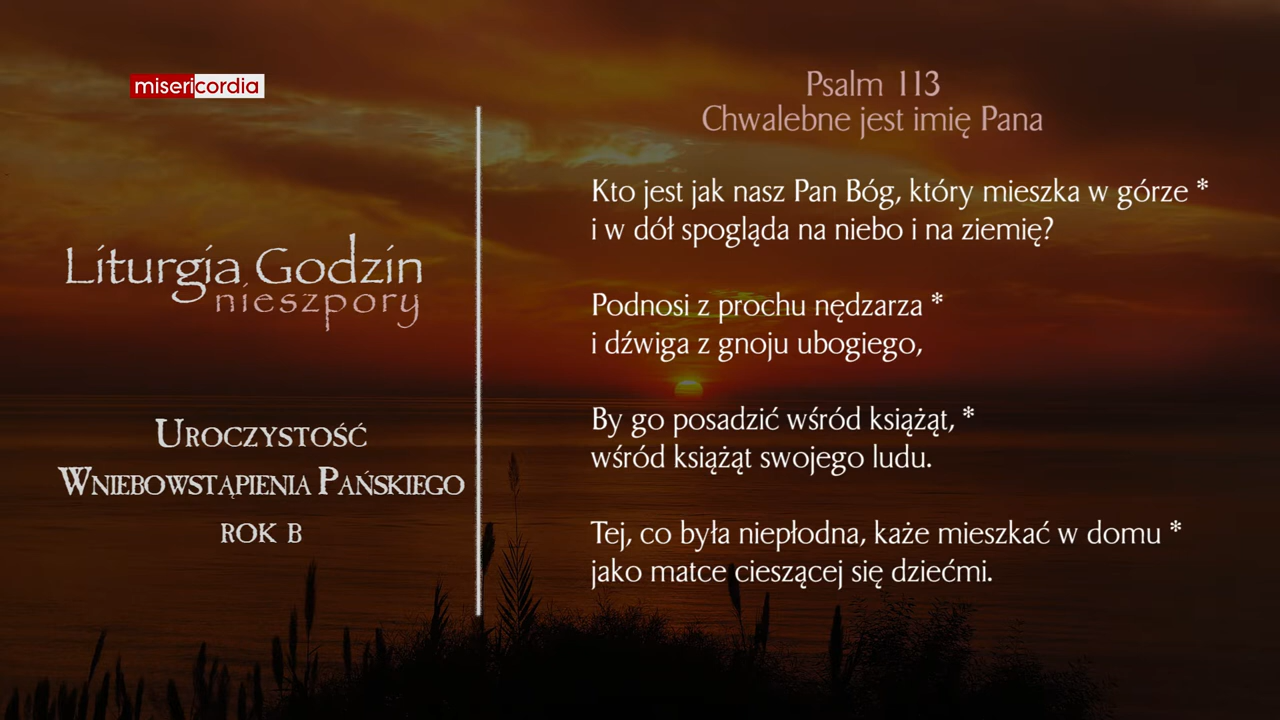 misericordia
Liturgia Godzin
nieszpory
Uroczystość
Wniebowstąpienia Pańskiego
rok B
Psalm 113
Chwalebne jest imię Pana
Kto jest jak nasz Pan Bóg, który mieszka w górze *
i w dół spogląda na niebo i na ziemię?
Podnosi z prochu nędzarza *
i dźwiga z gnoju ubogiego,
By go posadzić wśród książąt, *
wśród książąt swojego ludu.
Tej, co była niepłodna, każe mieszkać w domu *
jako matce cieszącej się dziećmi.